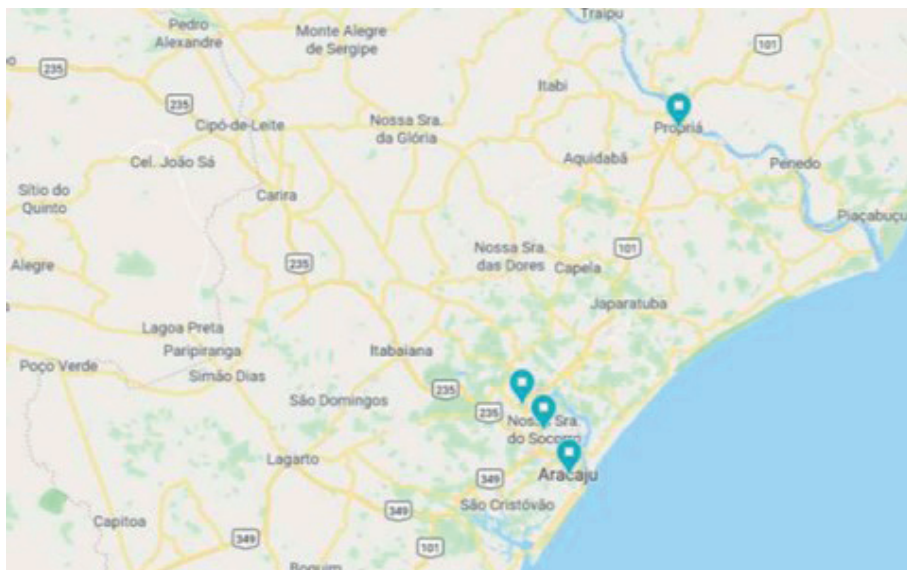 Traipu
Pedro
Alexandre
Monte Alegre
de Sergipe
101
235
Itabi
235
Cipó-de-Leite
Nossa Sra.
da Glória
Propriá
Cel. João Sá
Aquidabã
Penedo
Sítio do
Quinto
Carira
Piaçabuçu
Alegre
235
Nossa Sra.
das Dores
101
Capela
Japaratuba
Lagoa Preta
Paripiranga
Itabaiana
Poço Verde
Simão Dias
235
São Domingos
235
Nossa Sra.
do Socorro
Lagarto
349
Aracaju
São Cristóvão
349
Capitoa
101
Boquim